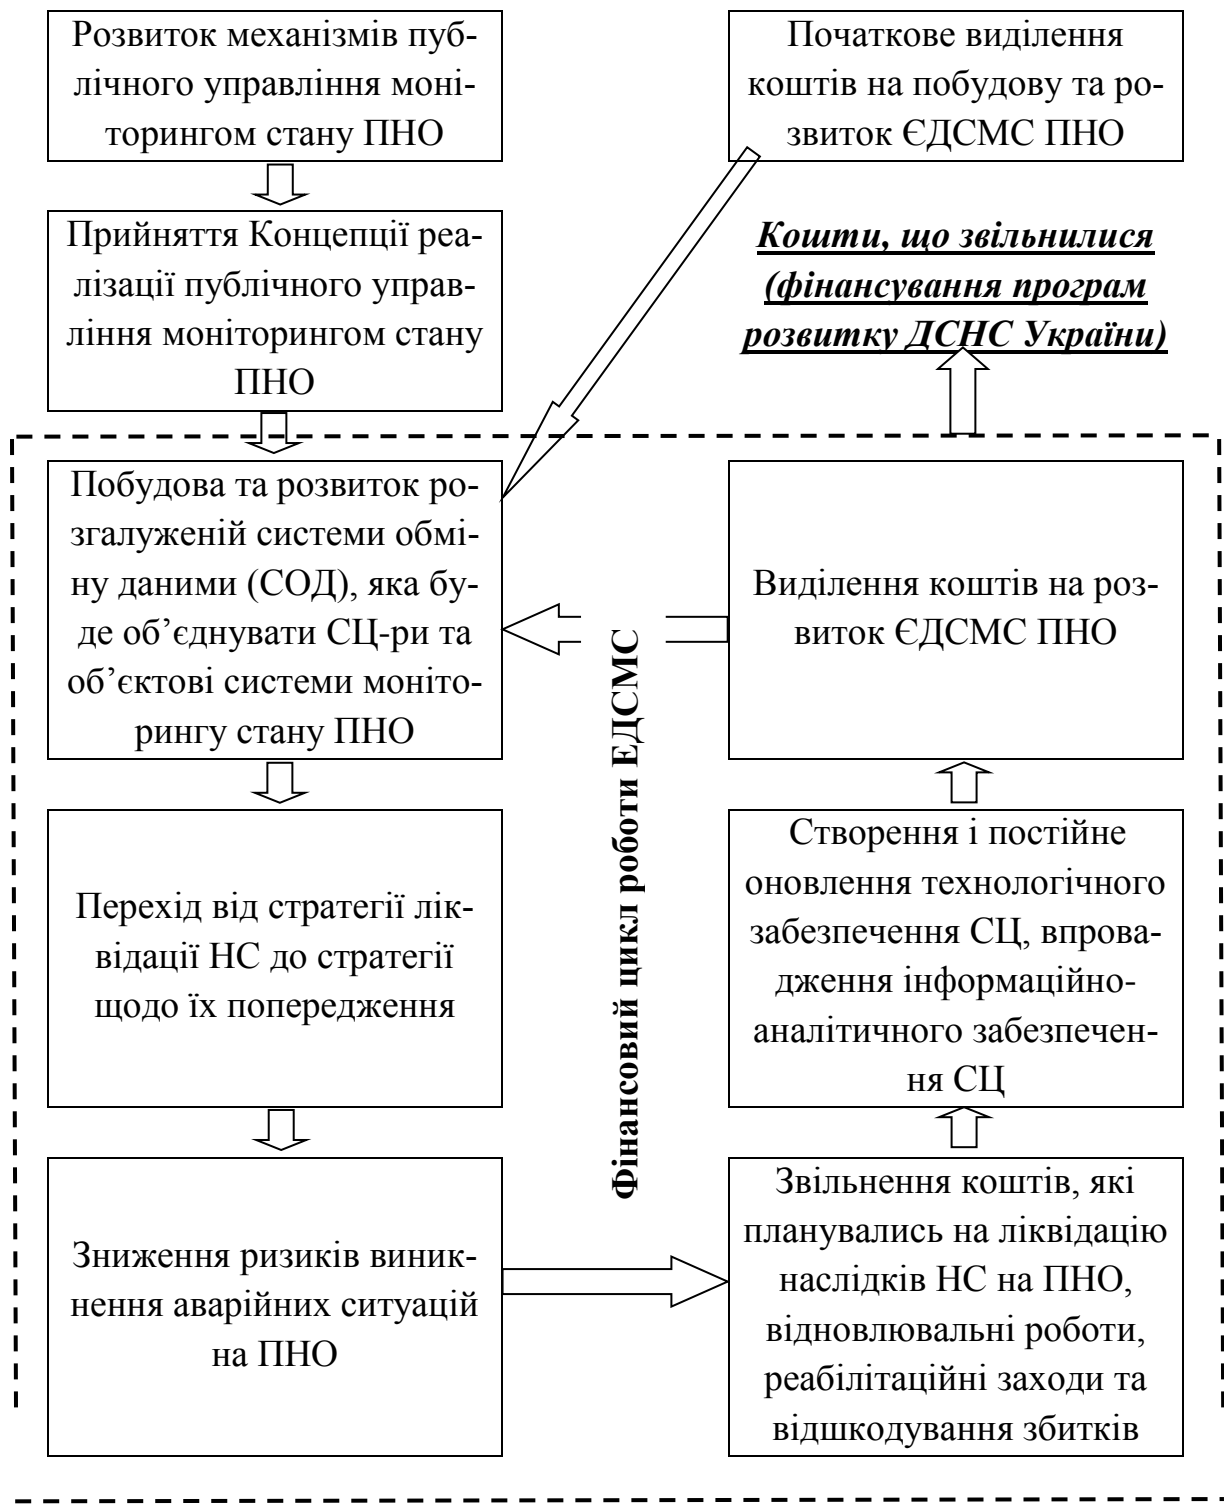 Розвиток механізмів пуб-
лічного управління моні-
торингом стану ПНО
Початкове виділення
коштів на побудову та ро-
звиток ЄДСМС ПНО
Прийняття Концепції реа-
лізації публічного управ-
ління моніторингом стану
ПНО
Кошти, що звільнилися
(фінансування програм
розвитку ДСНС України)
Побудова та розвиток ро-
згалуженій системи обмі-
ну даними (СОД), яка бу-
де об’єднувати СЦ-ри та
об’єктові системи моніто-
рингу стану ПНО
Виділення коштів на роз-
виток ЄДСМС ПНО
Фінансовий цикл роботи ЕДСМС
Перехід від стратегії лік-
відації НС до стратегії
щодо їх попередження
Створення і постійне
оновлення технологічного
забезпечення СЦ, впрова-
дження інформаційно-
аналітичного забезпечен-
ня СЦ
Зниження ризиків виник-
нення аварійних ситуацій
на ПНО
Звільнення коштів, які
планувались на ліквідацію
наслідків НС на ПНО,
відновлювальні роботи,
реабілітаційні заходи та
відшкодування збитків